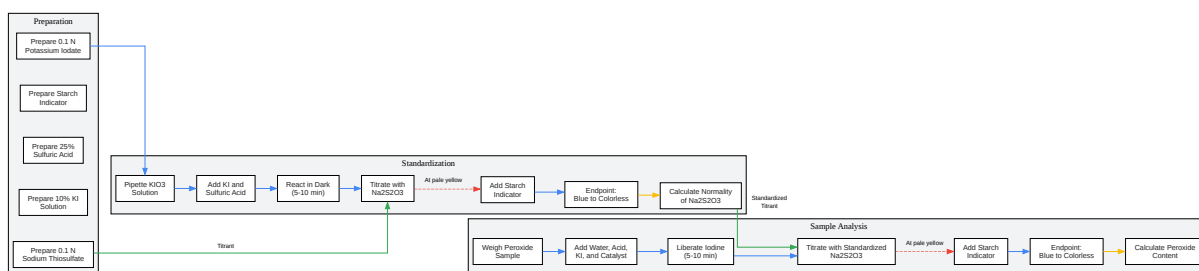 Preparation
Prepare 0.1 N
Potassium Iodate
Prepare Starch
Indicator
Prepare 25%
Sulfuric Acid
Prepare 10% KI
Solution
Prepare 0.1 N
Sodium Thiosulfate
Standardization
Pipette KIO3
Solution
Add KI and
Sulfuric Acid
React in Dark
(5-10 min)
Titrate with
Na2S2O3
At pale yellow
Add Starch
Indicator
Endpoint:
Blue to Colorless
Calculate Normality
of Na2S2O3
Standardized
Titrant
Titrant
Sample Analysis
Weigh Peroxide
Sample
Add Water, Acid,
KI, and Catalyst
Liberate Iodine
(5-10 min)
Titrate with Standardized
Na2S2O3
At pale yellow
Add Starch
Indicator
Endpoint:
Blue to Colorless
Calculate Peroxide
Content